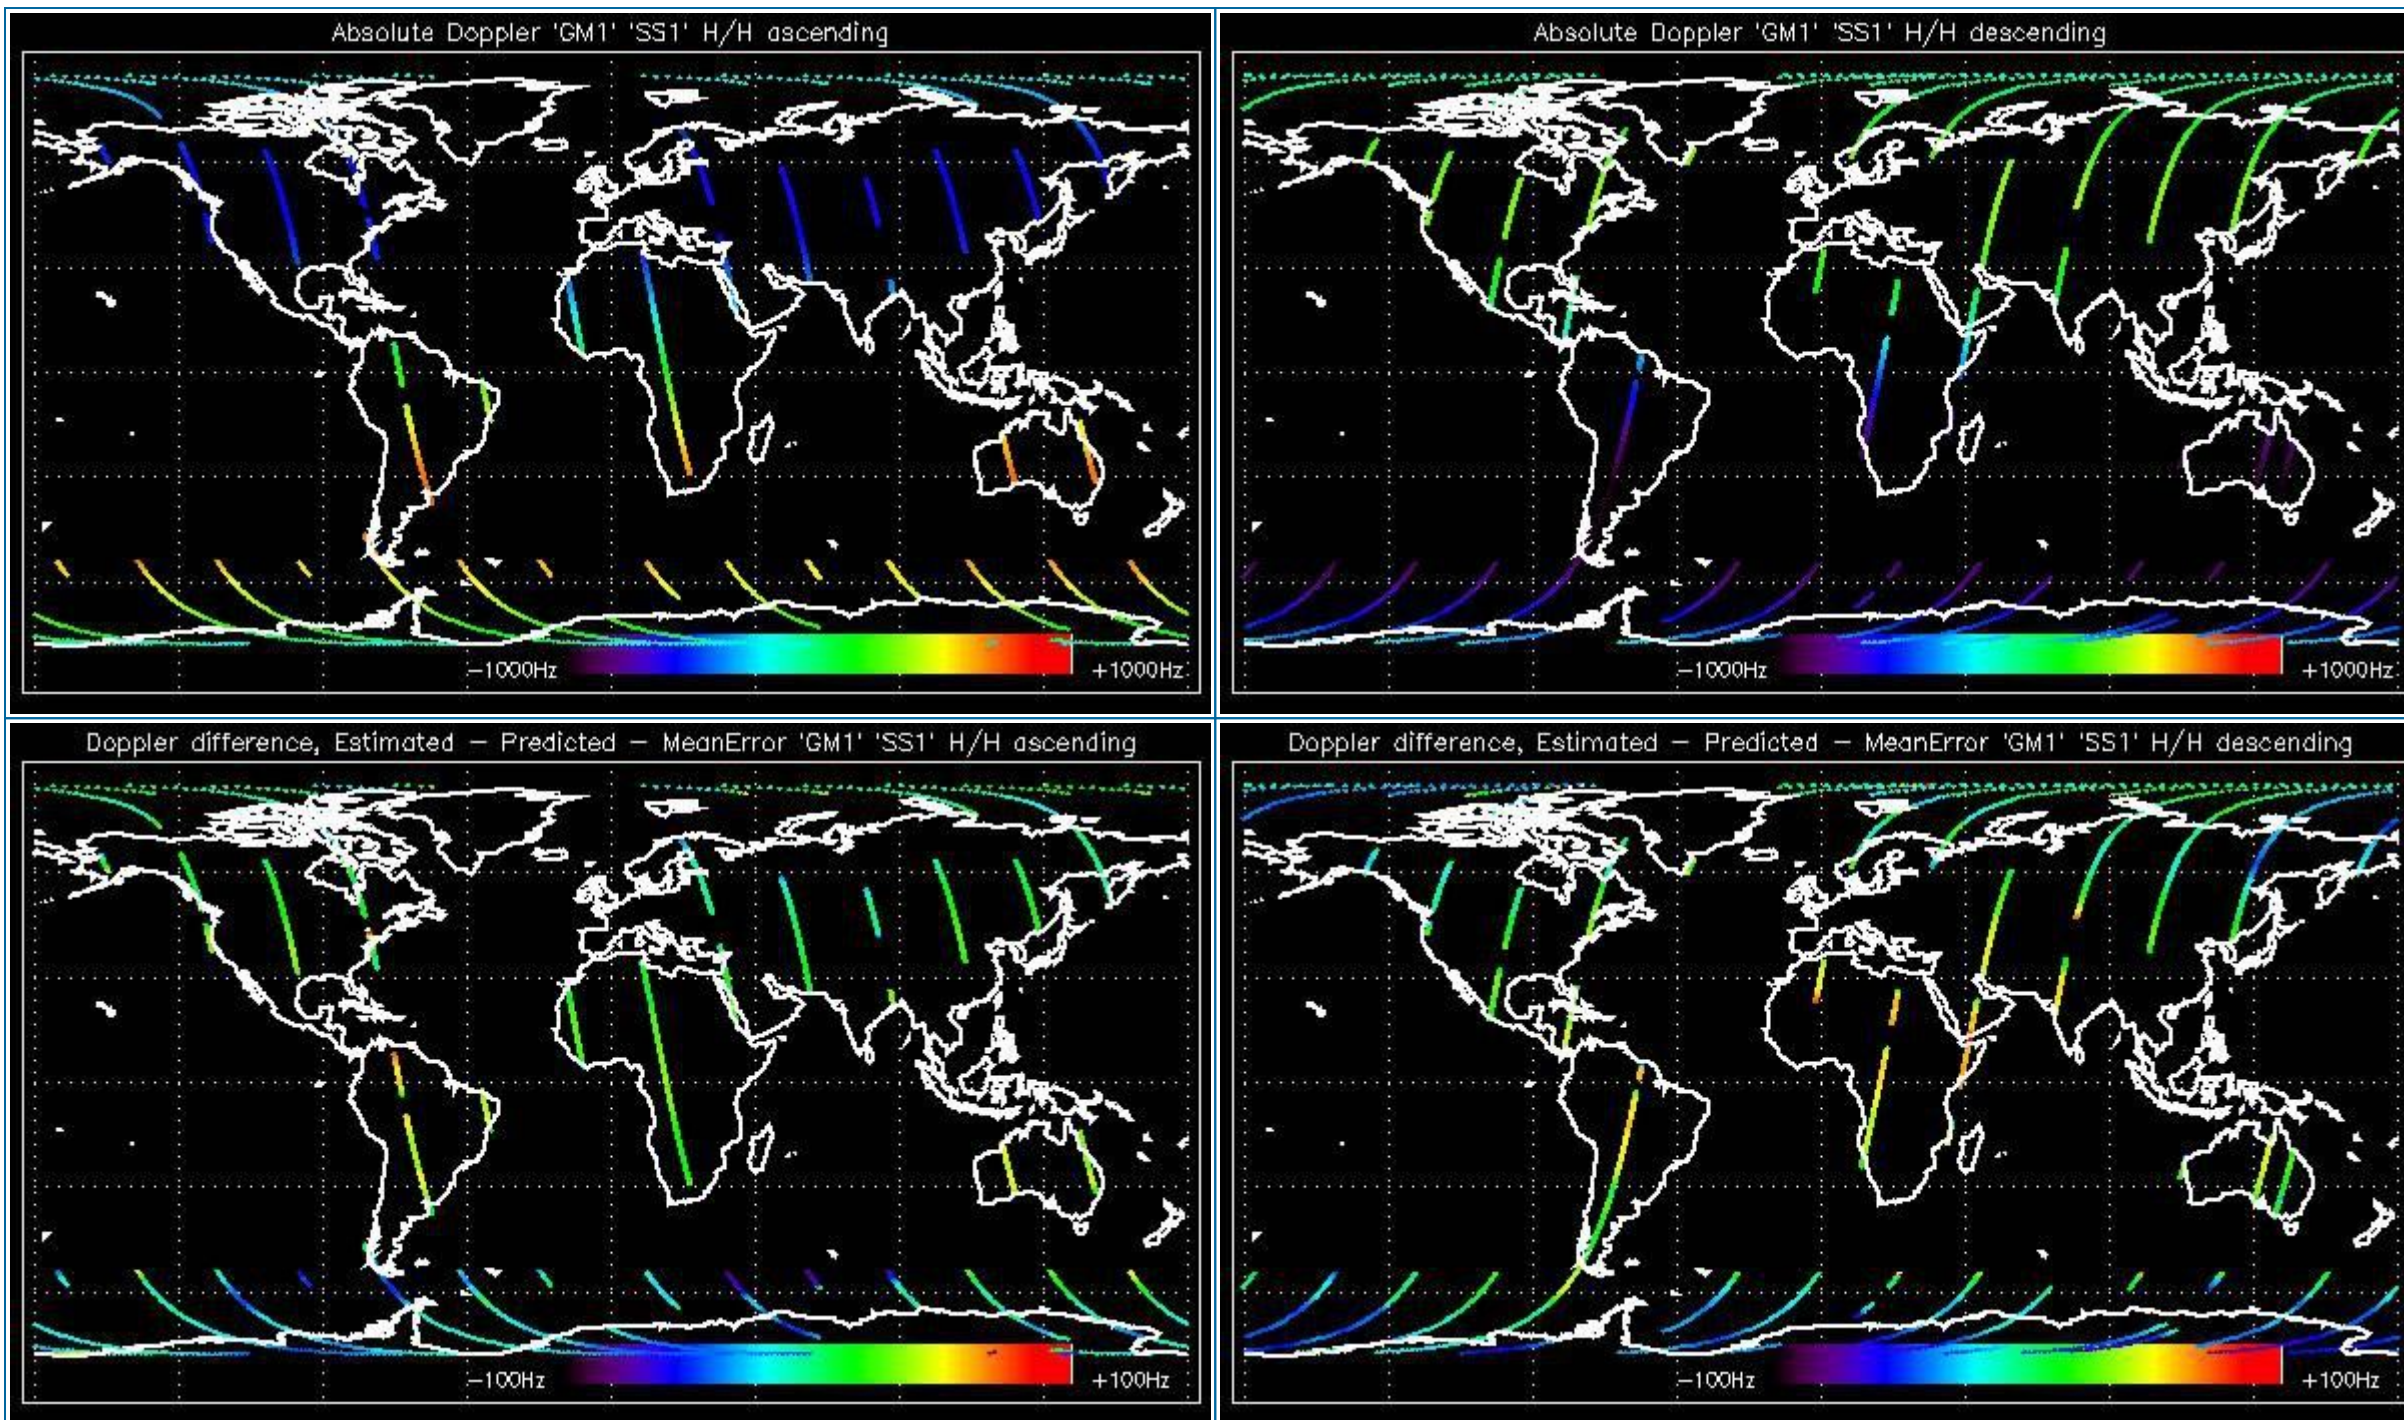 Absolute Doppler 'GM1' 'SS1' H/H ascending
-1000Hz +1000Hz
Absolute Doppler 'GM1' 'SS1' H/H descending
-1000Hz +1000Hz
Doppler difference, Estimated - Predicted - MeanError 'GM1' 'SS1' H/H ascending
-100Hz +100Hz
Doppler difference, Estimated - Predicted - MeanError 'GM1' 'SS1' H/H descending
-100Hz +100Hz